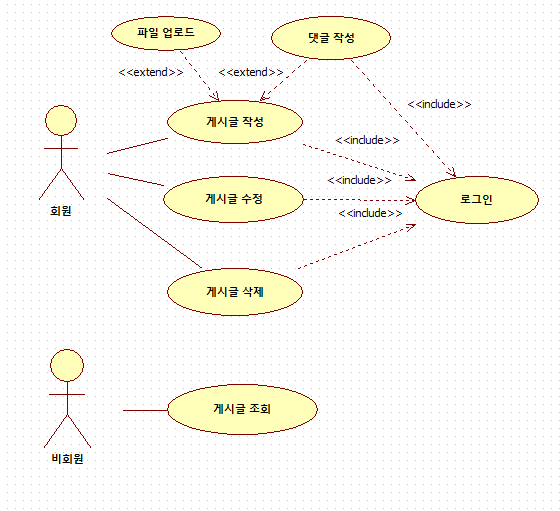 파일 업로드
댓글 작성
<<extend>>
<<extend>>
<<include>>
게시글 작성
<<include>>
<<include>>
게시글 수정
로그인
회원
<<include>>
게시글 삭제
게시글 조회
비회원